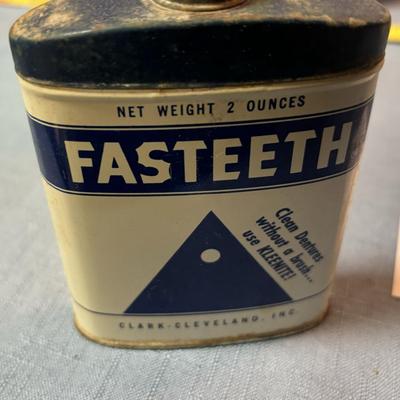 NET WEIGHT 2 OUNCES
FASTEETH
Clean Dentures
without a brush...
use KLEENITE!
CLARK-CLEVELAND, INC.